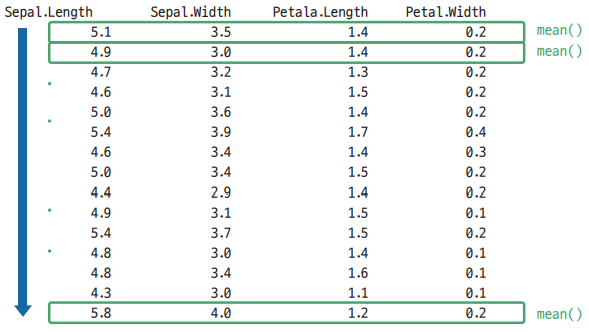 Sepal.Length Sepal.Width Petala.Length Petal.Width
5.1 3.5 1.4 0.2 mean()
4.9 3.0 1.4 0.2 mean()
4.7 3.2 1.3 0.2
4.6 3.1 1.5 0.2
5.0 3.6 1.4 0.2
5.4 3.9 1.7 0.4
4.6 3.4 1.4 0.3
5.0 3.4 1.5 0.2
4.4 2.9 1.4 0.2
4.9 3.1 1.5 0.1
5.4 3.7 1.5 0.2
4.8 3.0 1.4 0.1
4.8 3.4 1.6 0.1
4.3 3.0 1.1 0.1
5.8 4.0 1.2 0.2 mean()